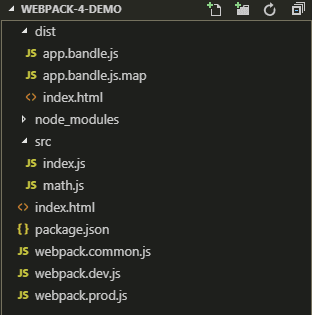 WEBPACK-4-DEMO
dist
JS app.bandle.js
JS app.bandle.js.map
<> index.html
node_modules
src
JS index.js
JS math.js
<> index.html
{} package.json
JS webpack.common.js
JS webpack.dev.js
JS webpack.prod.js